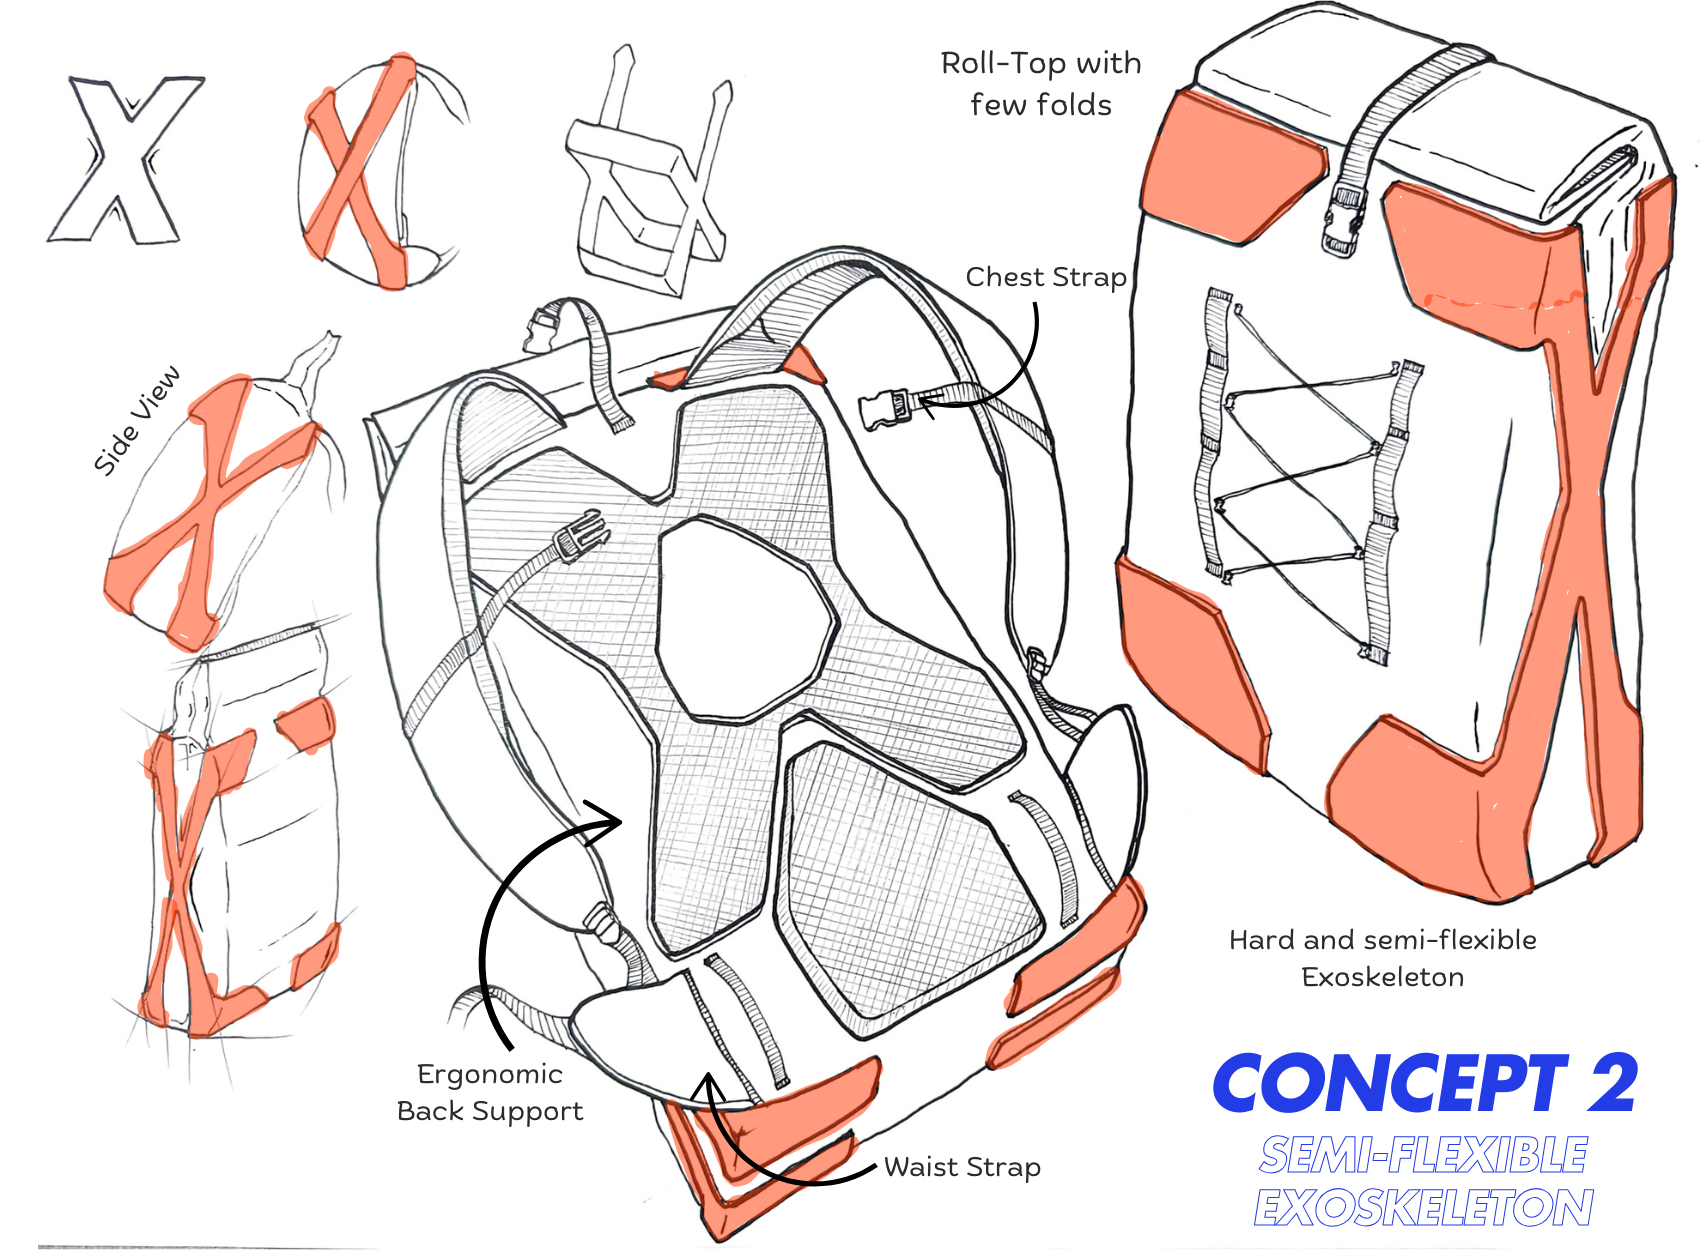 X
Roll-Top with
few folds
Chest Strap
Side View
Hard and semi-flexible
Exoskeleton
Ergonomic
Back Support
Waist Strap
CONCEPT 2
SEMI-FLEXIBLE
EXOSKELETON